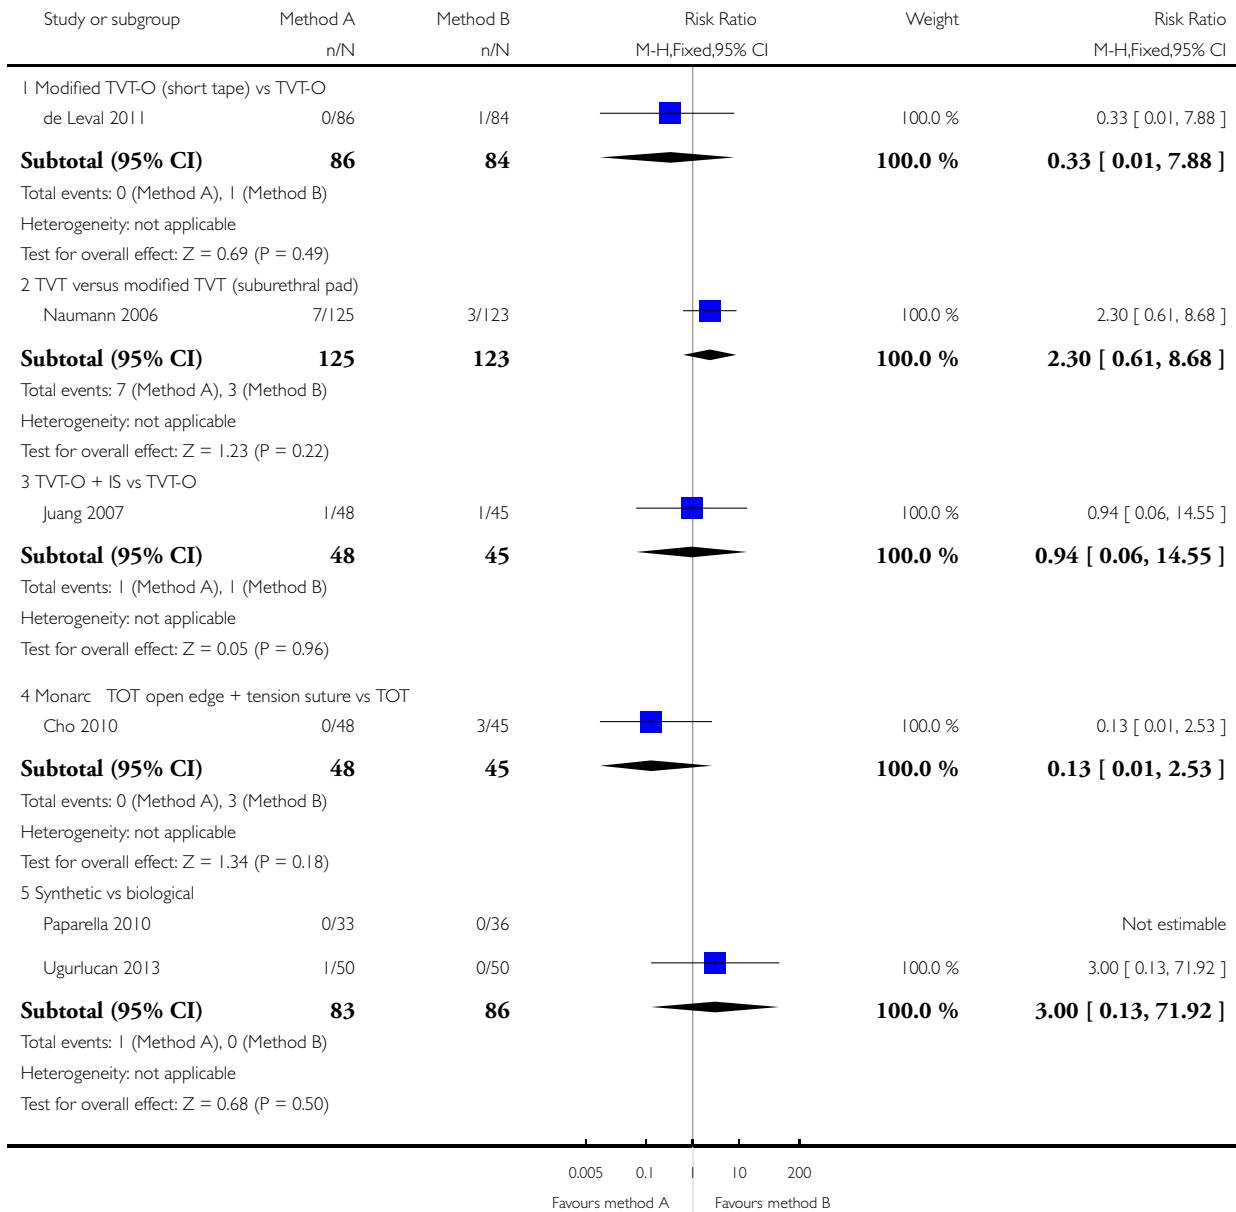 Study or subgroup Method A Method B Risk Ratio Weight Risk Ratio
n/N n/N M-H,Fixed,95% CI M-H,Fixed,95% CI
1 Modified TVT-O (short tape) vs TVT-O
de Leval 2011 0/86 1/84 100.0 % 0.33 [ 0.01, 7.88 ]
Subtotal (95% CI) 86 84 100.0 % 0.33 [ 0.01, 7.88 ]
Total events: 0 (Method A), 1 (Method B)
Heterogeneity: not applicable
Test for overall effect: Z = 0.69 (P = 0.49)
2 TVT versus modified TVT (suburethral pad)
Naumann 2006 7/125 3/123 100.0 % 2.30 [ 0.61, 8.68 ]
Subtotal (95% CI) 125 123 100.0 % 2.30 [ 0.61, 8.68 ]
Total events: 7 (Method A), 3 (Method B)
Heterogeneity: not applicable
Test for overall effect: Z = 1.23 (P = 0.22)
3 TVT-O + IS vs TVT-O
Juang 2007 1/48 1/45 100.0 % 0.94 [ 0.06, 14.55 ]
Subtotal (95% CI) 48 45 100.0 % 0.94 [ 0.06, 14.55 ]
Total events: 1 (Method A), 1 (Method B)
Heterogeneity: not applicable
Test for overall effect: Z = 0.05 (P = 0.96)
4 Monarc TOT open edge + tension suture vs TOT
Cho 2010 0/48 3/45 100.0 % 0.13 [ 0.01, 2.53 ]
Subtotal (95% CI) 48 45 100.0 % 0.13 [ 0.01, 2.53 ]
Total events: 0 (Method A), 3 (Method B)
Heterogeneity: not applicable
Test for overall effect: Z = 1.34 (P = 0.18)
5 Synthetic vs biological
Paparella 2010 0/33 0/36 Not estimable
Ugurlucan 2013 1/50 0/50 100.0 % 3.00 [ 0.13, 71.92 ]
Subtotal (95% CI) 83 86 100.0 % 3.00 [ 0.13, 71.92 ]
Total events: 1 (Method A), 0 (Method B)
Heterogeneity: not applicable
Test for overall effect: Z = 0.68 (P = 0.50)
0.005 0.1 1 10 200
Favours method A Favours method B